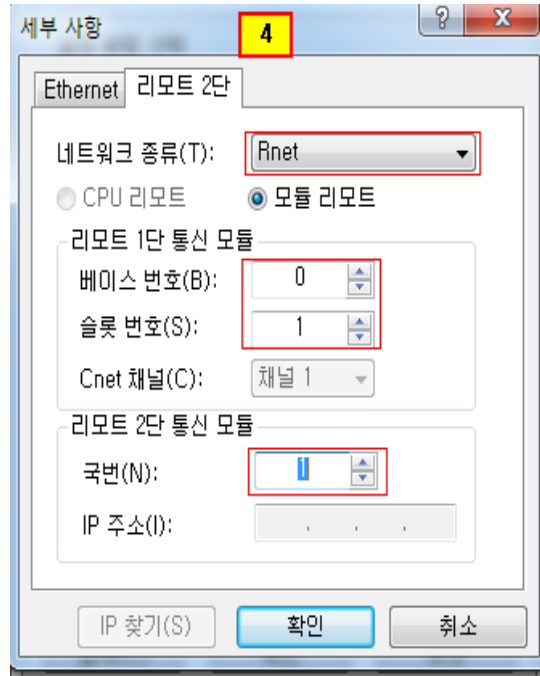 세부 사항
4
Ethernet 리모트 2단
네트워크 종류(T): Rnet
CPU 리모트 모듈 리모트
리모트 1단 통신 모듈
베이스 번호(B): 0
슬롯 번호(S): 1
Cnet 채널(C): 채널 1
리모트 2단 통신 모듈
국번(N): 1
IP 주소(I): . . .
IP 찾기(S) 확인 취소